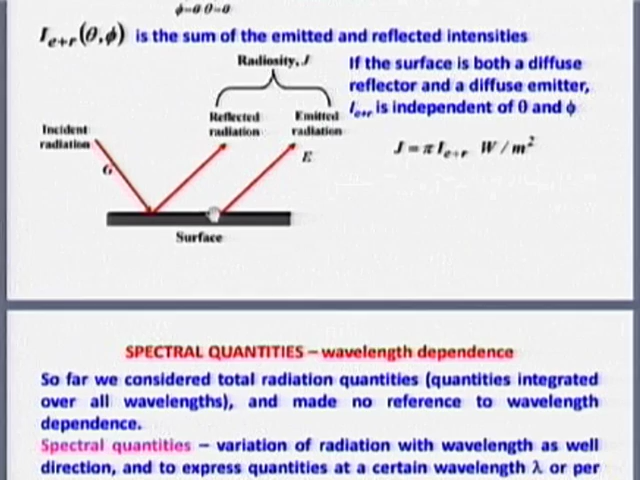 ϕ=0 θ=0
I_{e+r}(θ,ϕ) is the sum of the emitted and reflected intensities
Radiosity, J
If the surface is both a diffuse
reflector and a diffuse emitter,
I_{e+r} is independent of θ and ϕ
Reflected
radiation
Emitted
radiation
Incident
radiation
J = π I_{e+r} W/m²
G
E
Surface
SPECTRAL QUANTITIES – wavelength dependence
So far we considered total radiation quantities (quantities integrated
over all wavelengths), and made no reference to wavelength
dependence.
Spectral quantities – variation of radiation with wavelength as well
direction, and to express quantities at a certain wavelength λ or per